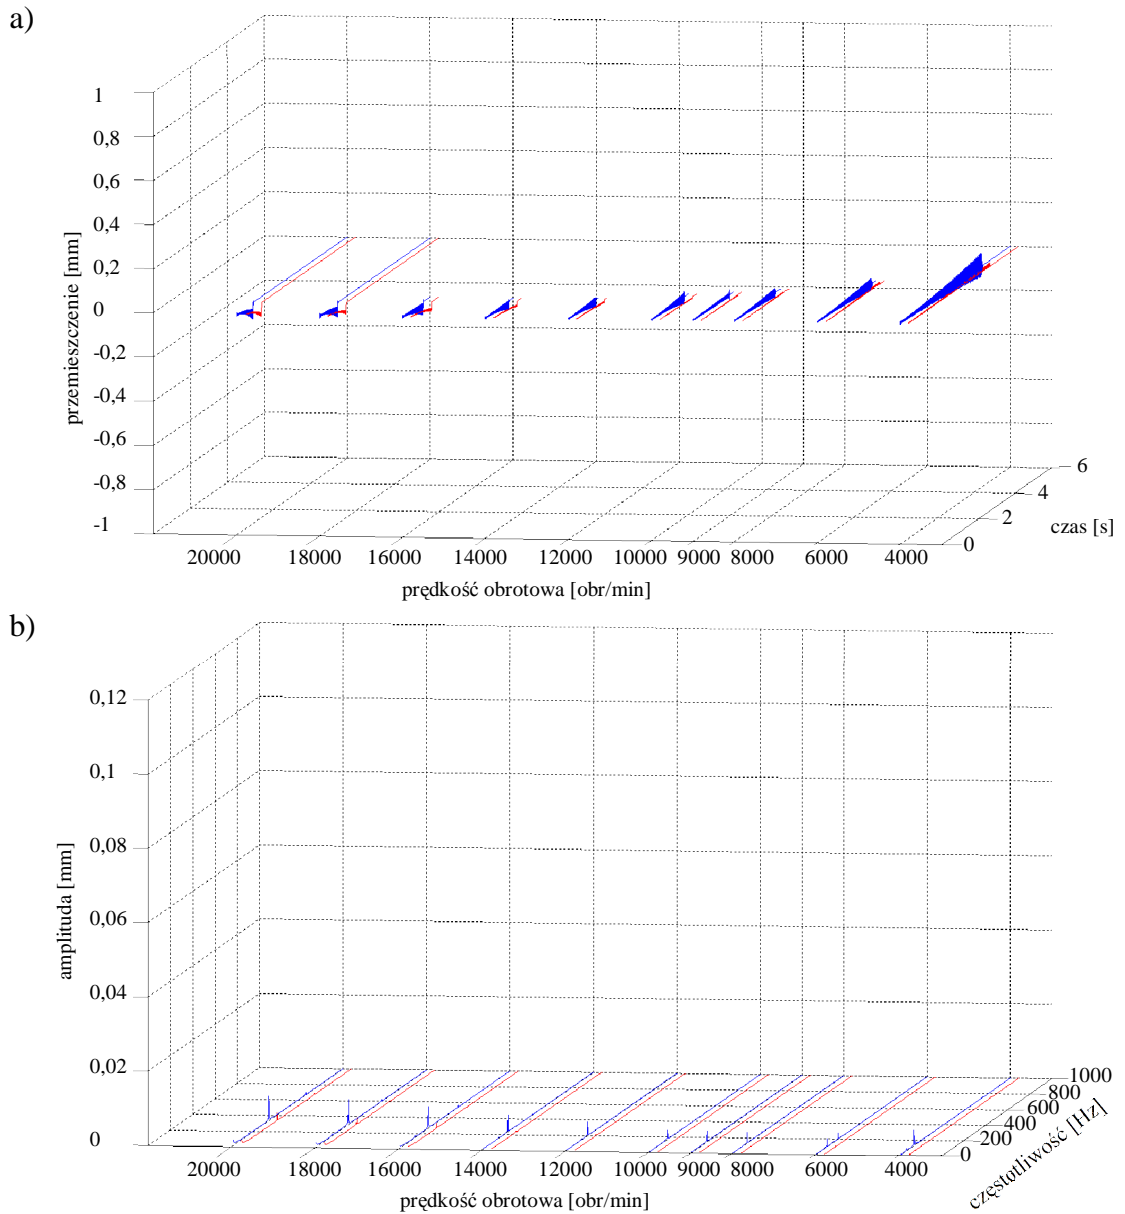 a)
1
0,8
0,6
0,4
0,2
0
-0,2
-0,4
-0,6
-0,8
-1
przemieszczenie [mm]
20000 18000 16000 14000 12000 10000 9000 8000 6000 4000
prędkość obrotowa [obr/min]
0 2 4 6
czas [s]
b)
0,12
0,1
0,08
0,06
0,04
0,02
0
amplituda [mm]
20000 18000 16000 14000 12000 10000 9000 8000 6000 4000
prędkość obrotowa [obr/min]
0 200 400 600 800 1000
częstotliwość [Hz]